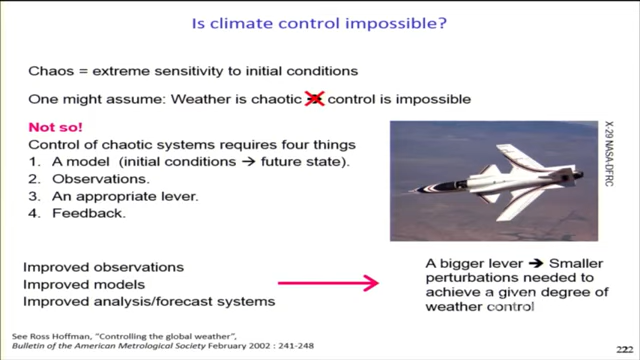 Is climate control impossible?
Chaos = extreme sensitivity to initial conditions
One might assume: Weather is chaotic ➔ control is impossible
Not so!
Control of chaotic systems requires four things
1. A model (initial conditions ➔ future state).
2. Observations.
3. An appropriate lever.
4. Feedback.
X-29 NASA-DFRC
Improved observations
Improved models
Improved analysis/forecast systems
A bigger lever ➔ Smaller
perturbations needed to
achieve a given degree of
weather control
See Ross Hoffman, "Controlling the global weather",
Bulletin of the American Metrological Society February 2002 : 241-248